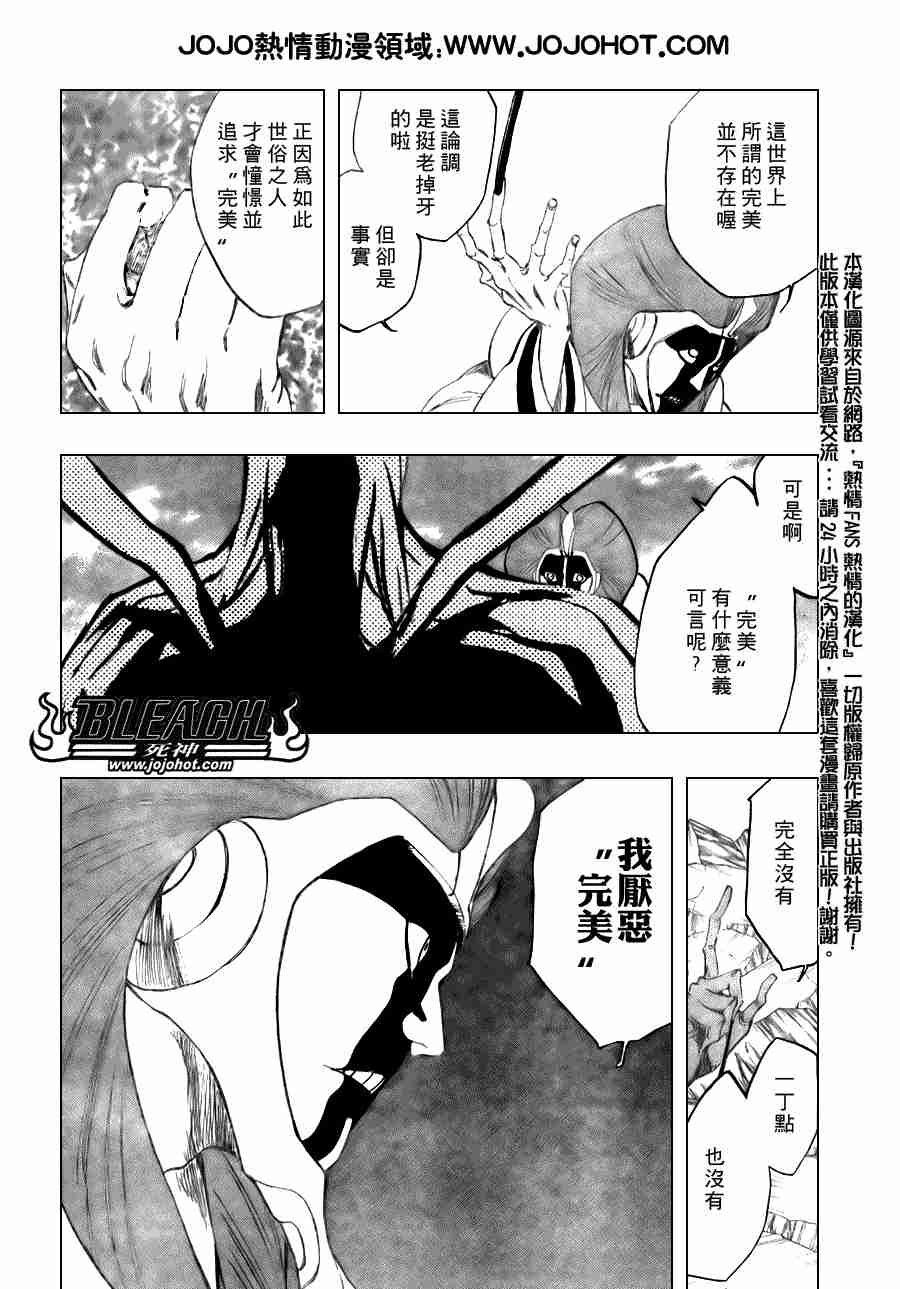 JOJO熱情動漫領域:WWW.JOJOHOT.COM
這世界上
所謂的完美
並不存在喔
這論調
是挺老掉牙
的啦
但卻是
事實
正因爲如此
世俗之人
才會憧憬並
追求〝完美〞
可是啊
〝完美〞
有什麼意義
可言呢?
完全沒有
一丁點
也沒有
我厭惡
〝完美〞
BLEACH
死神
www.jojohot.com
本漢化圖源來自於網路，『熱情FANS熱情的漢化』一切版權歸原作者與出版社擁有!
此版本僅供學習試看交流...請24小時之內消除，喜歡這套漫畫請購買正版!謝謝。